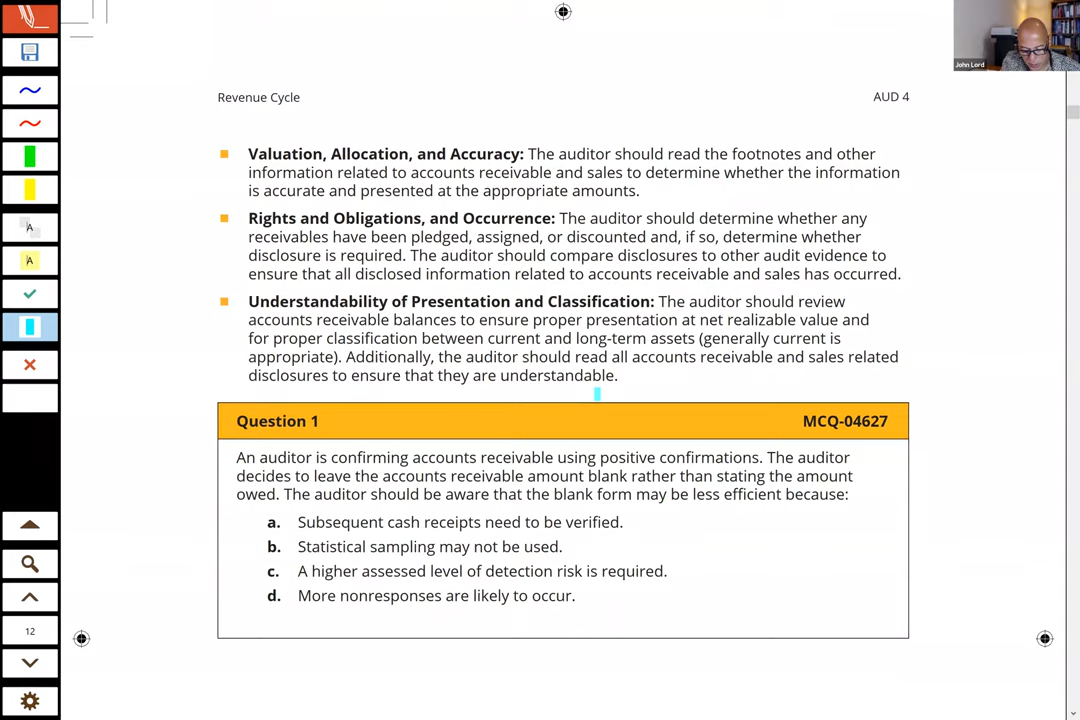 John Lord
Revenue Cycle
AUD 4
Valuation, Allocation, and Accuracy: The auditor should read the footnotes and other
information related to accounts receivable and sales to determine whether the information
is accurate and presented at the appropriate amounts.
Rights and Obligations, and Occurrence: The auditor should determine whether any
receivables have been pledged, assigned, or discounted and, if so, determine whether
disclosure is required. The auditor should compare disclosures to other audit evidence to
ensure that all disclosed information related to accounts receivable and sales has occurred.
Understandability of Presentation and Classification: The auditor should review
accounts receivable balances to ensure proper presentation at net realizable value and
for proper classification between current and long-term assets (generally current is
appropriate). Additionally, the auditor should read all accounts receivable and sales related
disclosures to ensure that they are understandable.
Question 1
MCQ-04627
An auditor is confirming accounts receivable using positive confirmations. The auditor
decides to leave the accounts receivable amount blank rather than stating the amount
owed. The auditor should be aware that the blank form may be less efficient because:
a. Subsequent cash receipts need to be verified.
b. Statistical sampling may not be used.
c. A higher assessed level of detection risk is required.
d. More nonresponses are likely to occur.
A
A
12